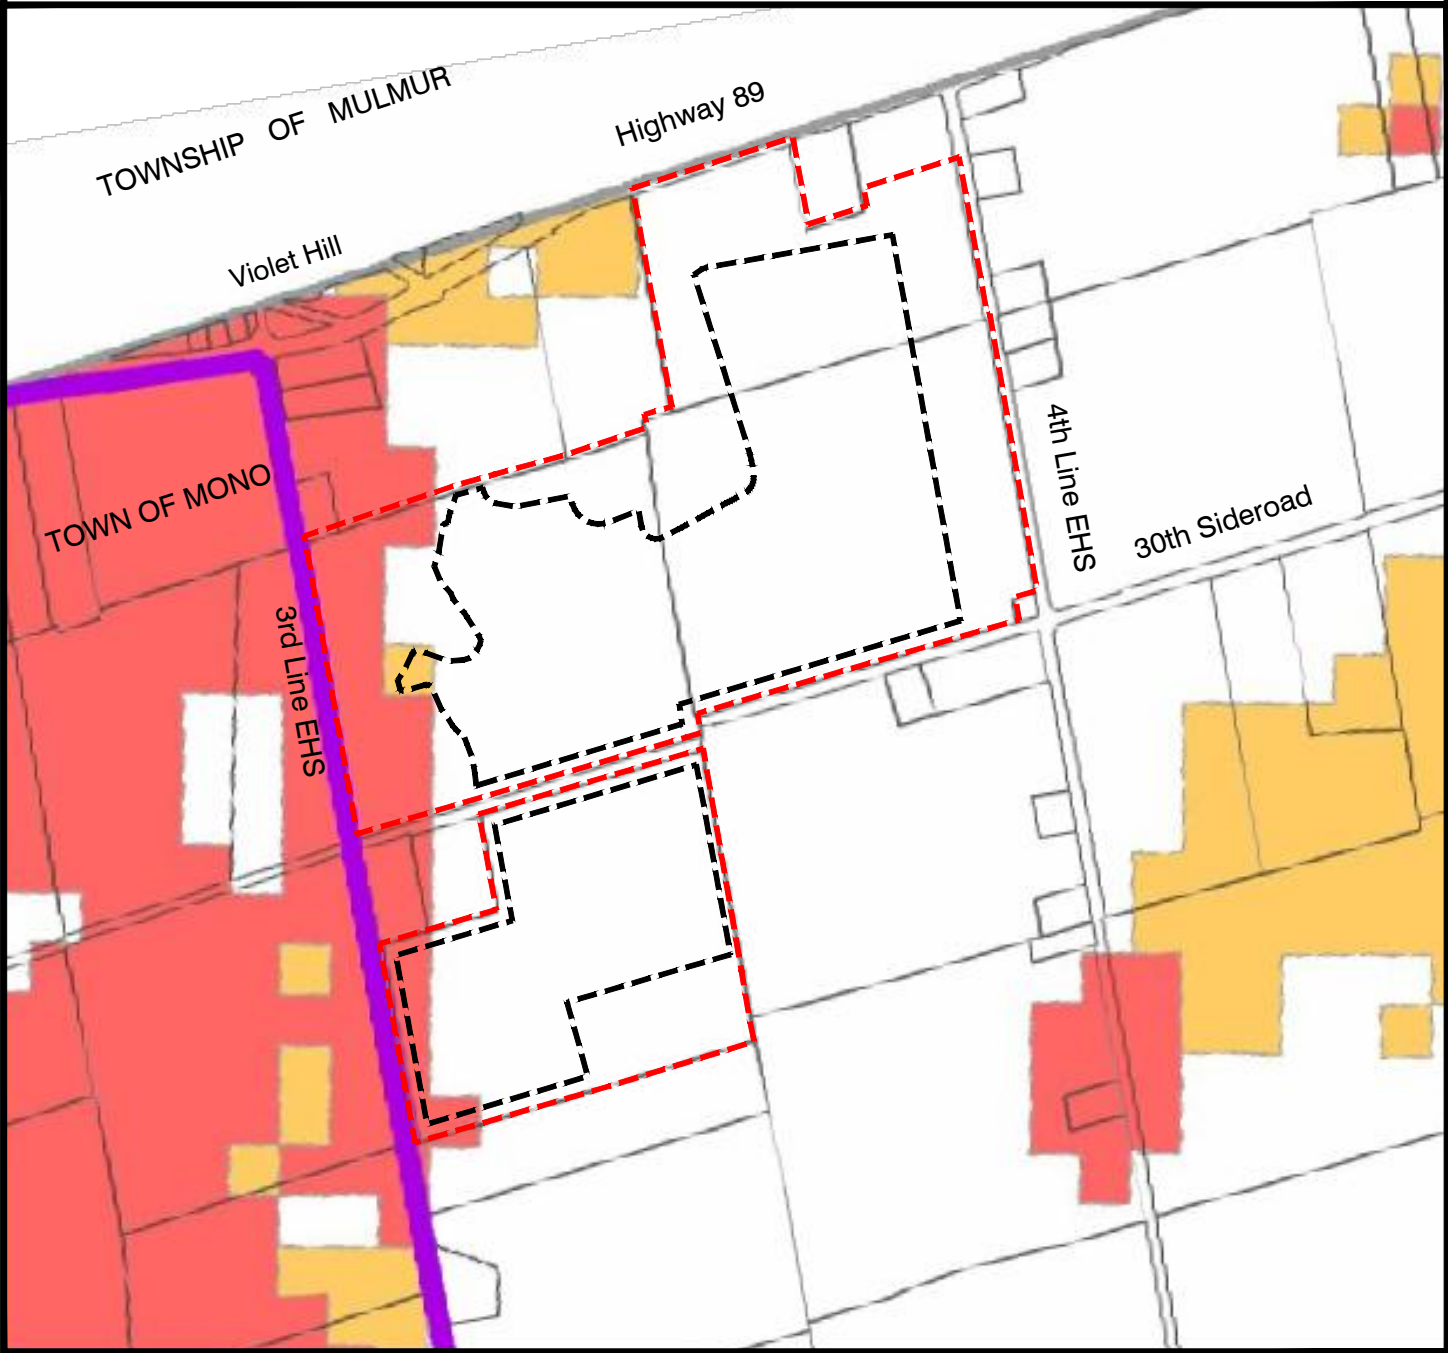 TOWNSHIP OF MULMUR
Highway 89
Violet Hill
TOWN OF MONO
4th Line EHS
30th Sideroad
3rd Line EHS